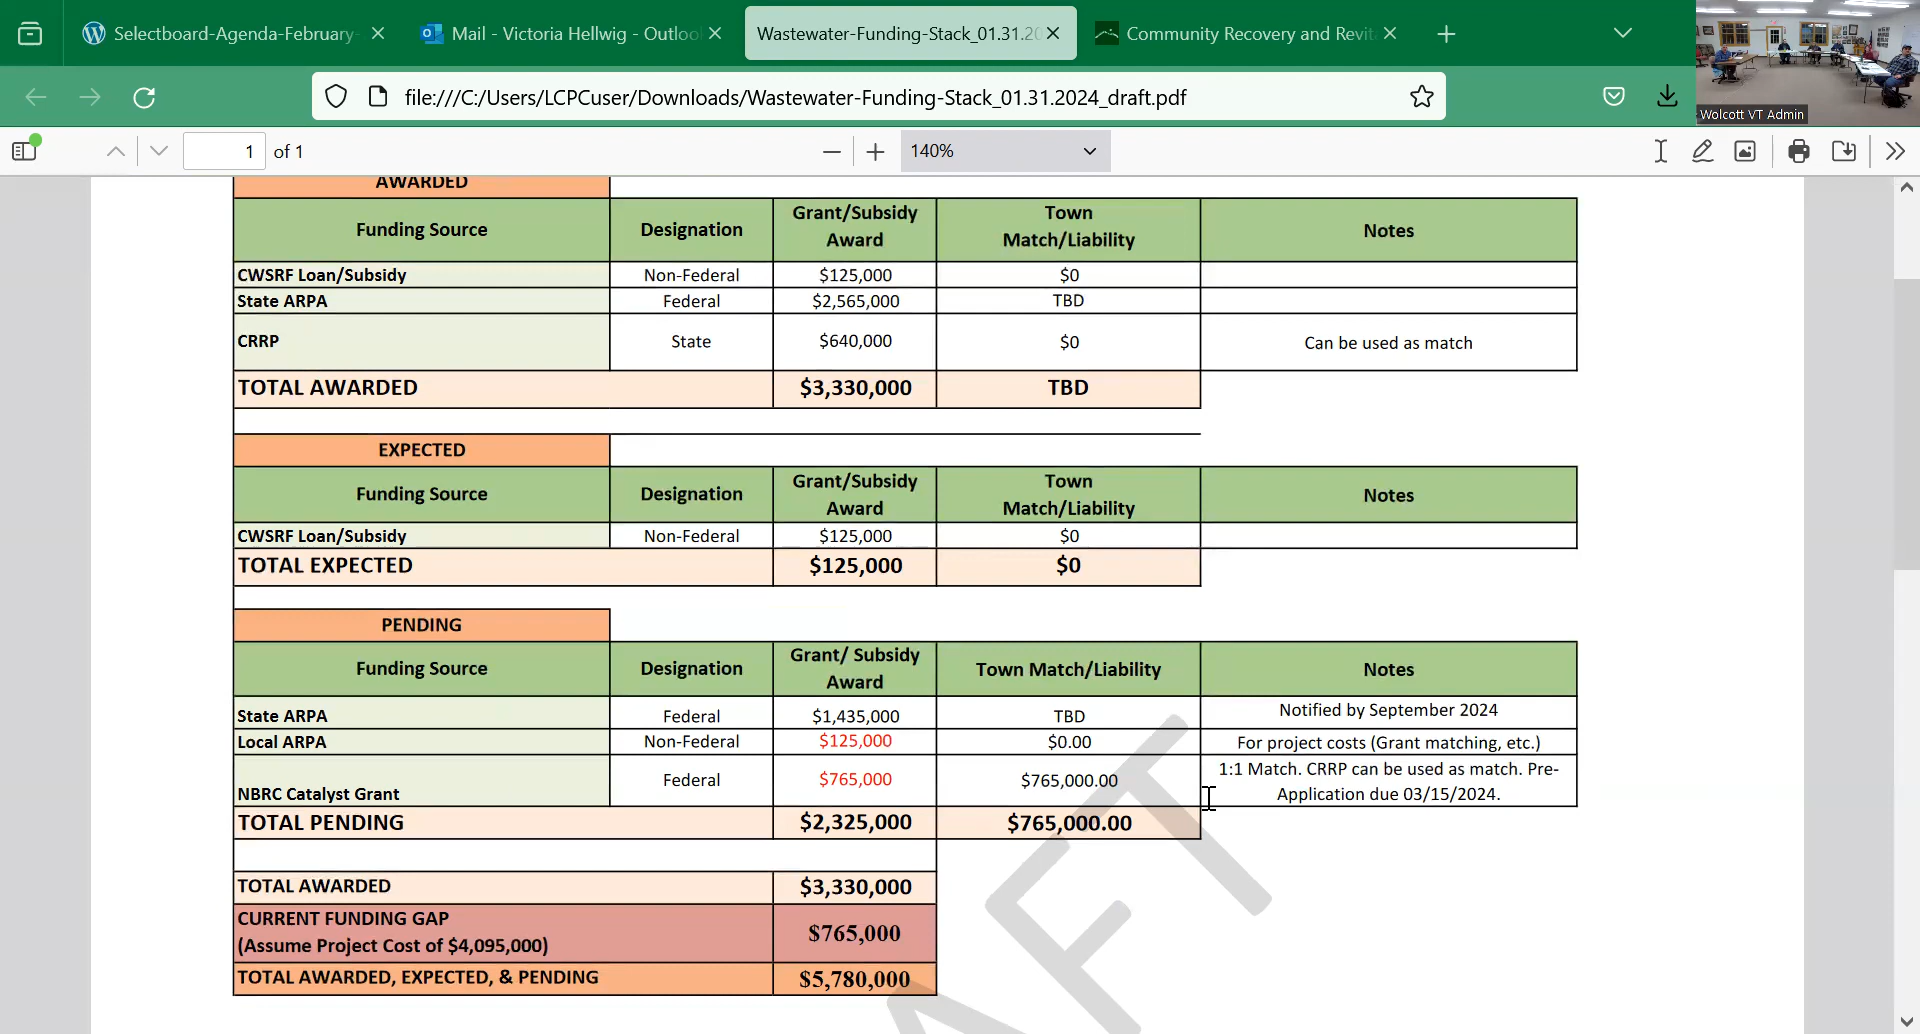 Selectboard-Agenda-February-
Mail - Victoria Hellwig - Outloo
Wastewater-Funding-Stack_01.31.20
Community Recovery and Revit
file:///C:/Users/LCPCuser/Downloads/Wastewater-Funding-Stack_01.31.2024_draft.pdf
Wolcott VT Admin
1 of 1
140%
AWARDED
Funding Source Designation Grant/Subsidy Award Town Match/Liability Notes
CWSRF Loan/Subsidy Non-Federal $125,000 $0
State ARPA Federal $2,565,000 TBD
CRRP State $640,000 $0 Can be used as match
TOTAL AWARDED $3,330,000 TBD
EXPECTED
Funding Source Designation Grant/Subsidy Award Town Match/Liability Notes
CWSRF Loan/Subsidy Non-Federal $125,000 $0
TOTAL EXPECTED $125,000 $0
PENDING
Funding Source Designation Grant/ Subsidy Award Town Match/Liability Notes
State ARPA Federal $1,435,000 TBD Notified by September 2024
Local ARPA Non-Federal $125,000 $0.00 For project costs (Grant matching, etc.)
NBRC Catalyst Grant Federal $765,000 $765,000.00 1:1 Match. CRRP can be used as match. Pre-
Application due 03/15/2024.
TOTAL PENDING $2,325,000 $765,000.00
TOTAL AWARDED $3,330,000
CURRENT FUNDING GAP
(Assume Project Cost of $4,095,000) $765,000
TOTAL AWARDED, EXPECTED, & PENDING $5,780,000
AFT